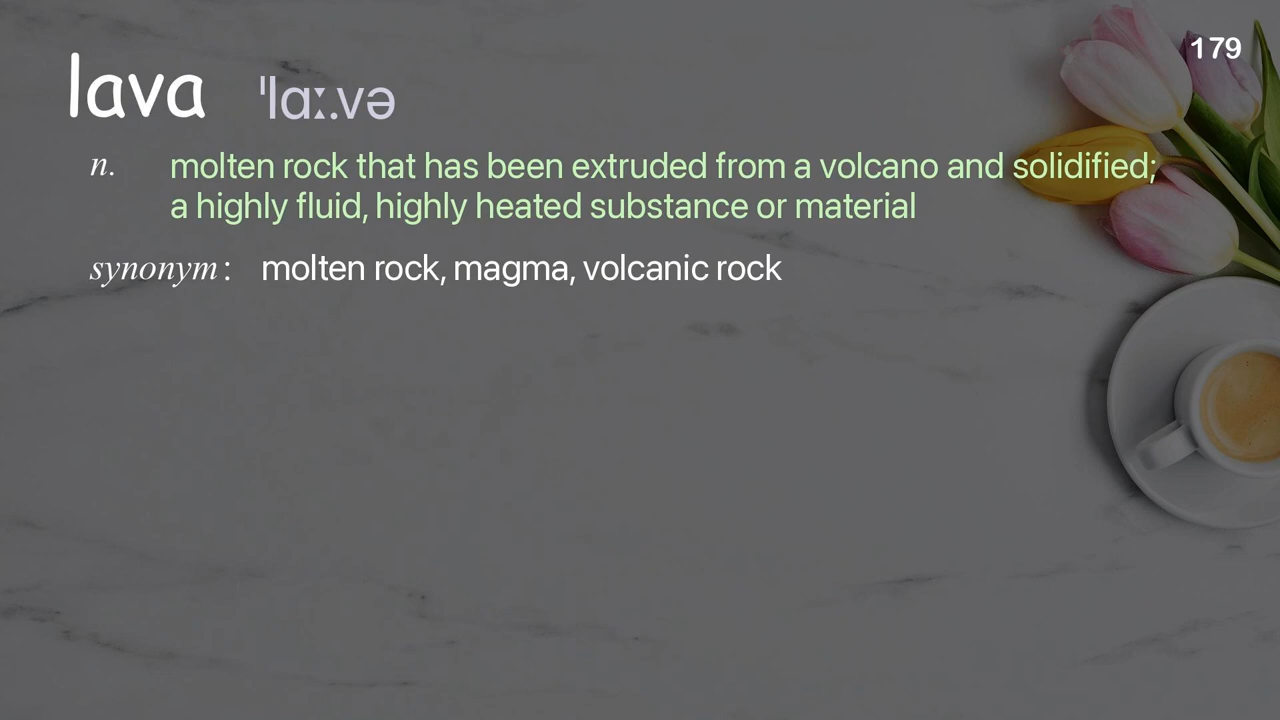 179
lava ˈlɑː.və
n. molten rock that has been extruded from a volcano and solidified;
a highly fluid, highly heated substance or material
synonym : molten rock, magma, volcanic rock